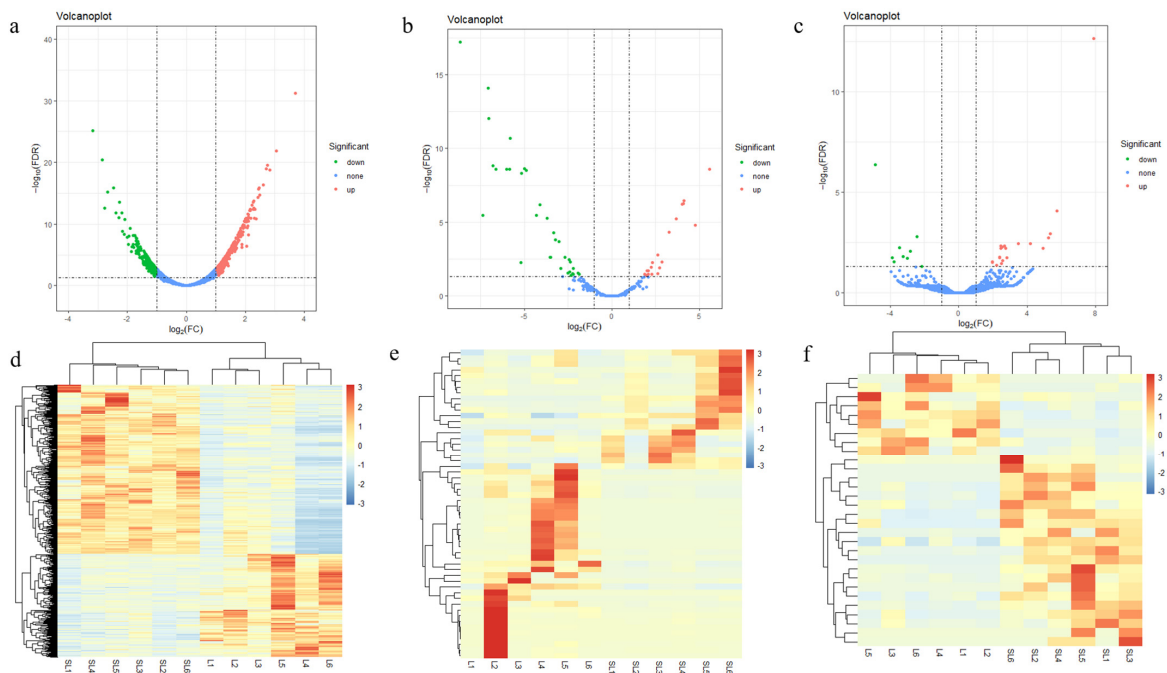 a
Volcanoplot
40
30
20
10
0
−log₁₀(FDR)
-4
-2
0
2
4
log₂(FC)
Significant
down
none
up
b
Volcanoplot
15
10
5
0
−log₁₀(FDR)
-5
0
5
log₂(FC)
Significant
down
none
up
c
Volcanoplot
10
5
0
−log₁₀(FDR)
-4
0
4
8
log₂(FC)
Significant
down
none
up
d
3
2
1
0
-1
-2
-3
SL1 SL4 SL5 SL3 SL2 SL6 L1 L2 L3 L5 L4 L6
e
3
2
1
0
-1
-2
-3
L1 L2 L3 L4 L5 L6 SL1 SL2 SL3 SL4 SL5 SL6
f
3
2
1
0
-1
-2
-3
L5 L3 L6 L4 L1 L2 SL6 SL2 SL4 SL5 SL1 SL3